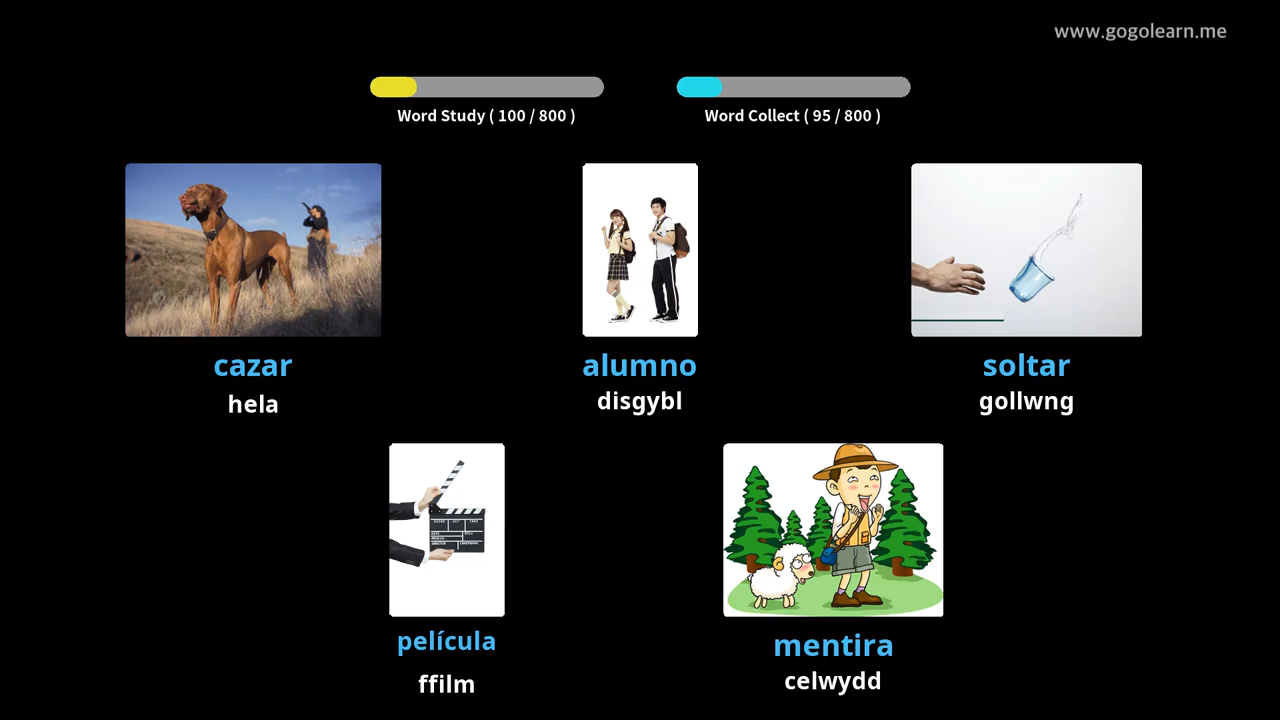 www.gogolearn.me
Word Study ( 100 / 800 )
Word Collect ( 95 / 800 )
cazar
hela
alumno
disgybl
soltar
gollwng
película
ffilm
mentira
celwydd